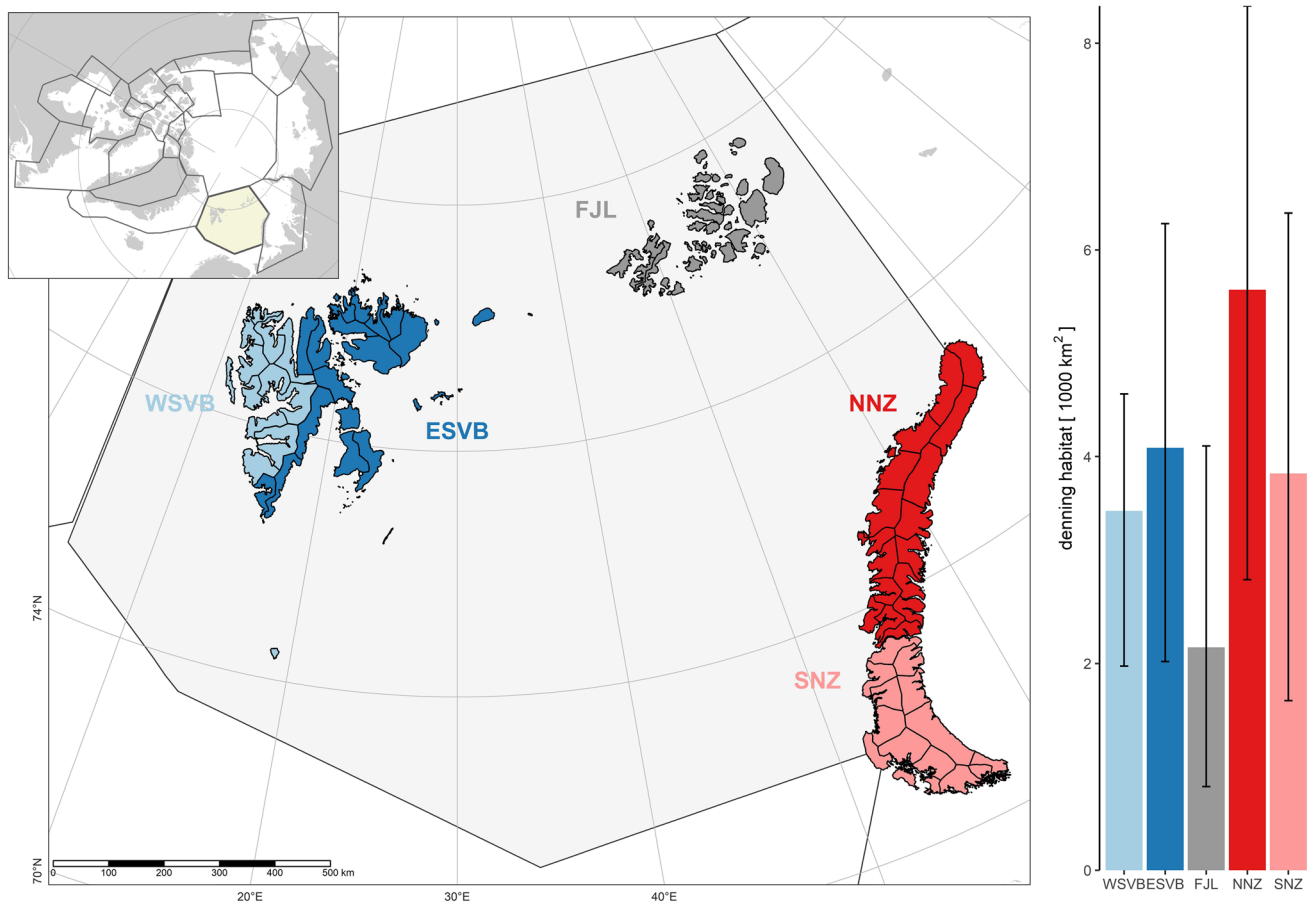 FJL
WSVB
ESVB
NNZ
SNZ
74°N
70°N
0 100 200 300 400 500 km
20°E 30°E 40°E
denning habitat [ 1000 km²]
8
6
4
2
0
WSVB ESVB FJL NNZ SNZ